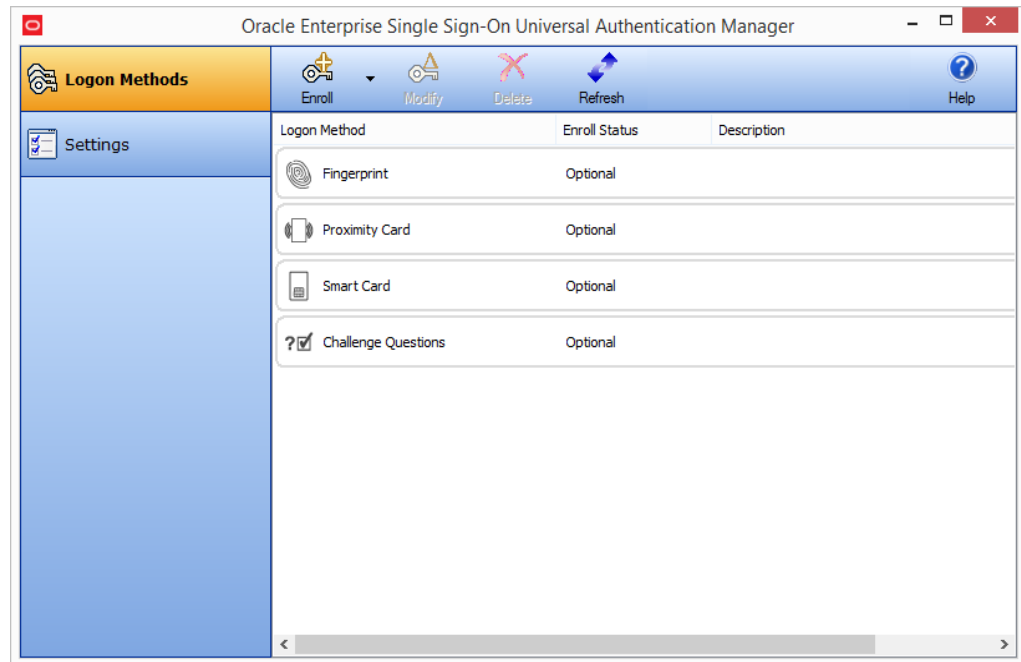 Oracle Enterprise Single Sign-On Universal Authentication Manager
Logon Methods
Settings
Enroll Modify Delete Refresh Help
Logon Method Enroll Status Description
Fingerprint Optional
Proximity Card Optional
Smart Card Optional
Challenge Questions Optional